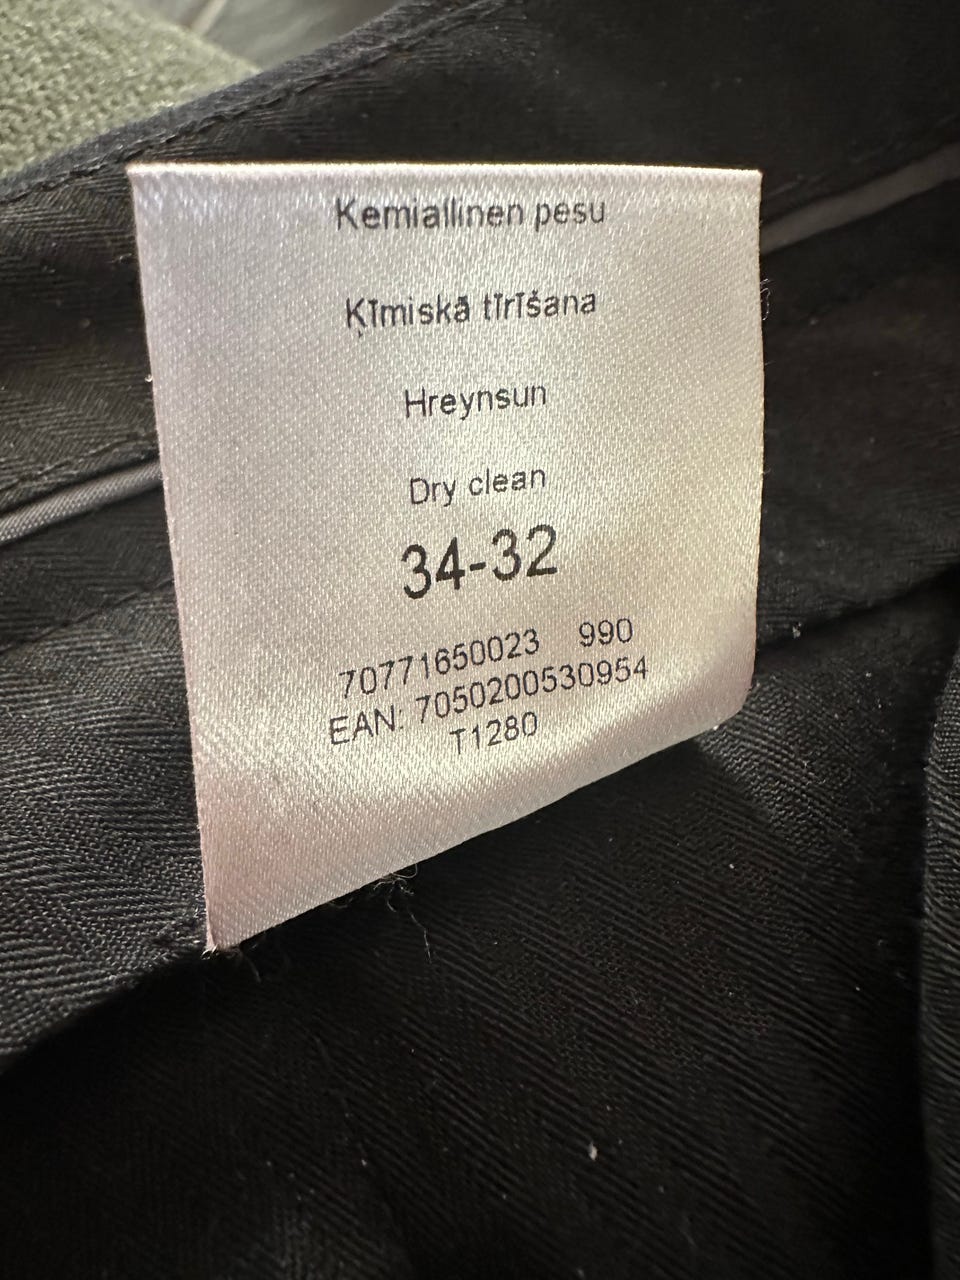 Kemiallinen pesu
Ķīmiskā tīrīšana
Hreynsun
Dry clean
34-32
70771650023 990
EAN: 7050200530954
T1280